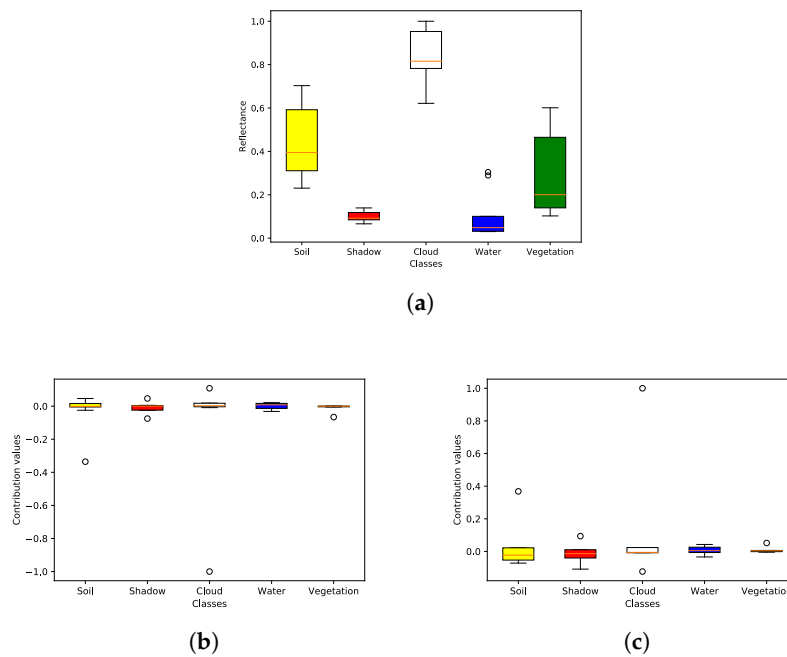 1.0
0.8
0.6
0.4
0.2
0.0
Reflectance
Soil Shadow Cloud Water Vegetation
Classes
(a)
0.0
−0.2
−0.4
−0.6
−0.8
−1.0
Contribution values
Soil Shadow Cloud Water Vegetation
Classes
(b)
1.0
0.8
0.6
0.4
0.2
0.0
Contribution values
Soil Shadow Cloud Water Vegetatio
Classes
(c)